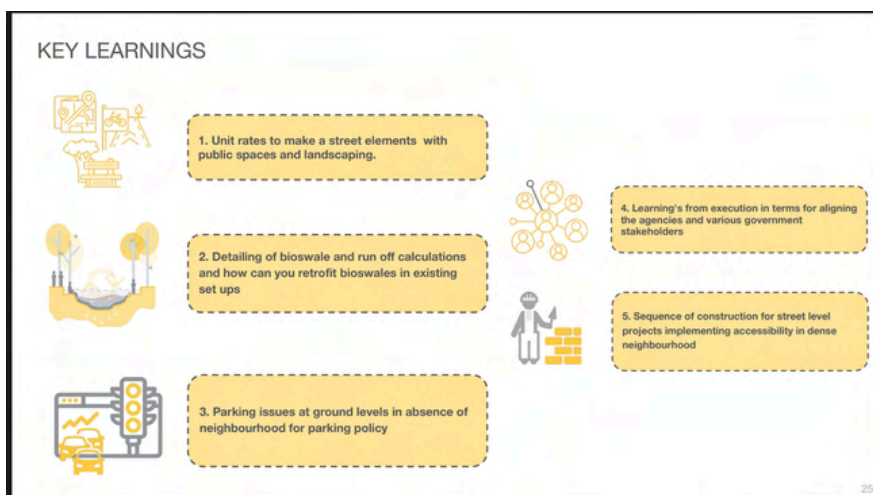 KEY LEARNINGS
1. Unit rates to make a street elements with
public spaces and landscaping.
2. Detailing of bioswale and run off calculations
and how can you retrofit bioswales in existing
set ups
3. Parking issues at ground levels in absence of
neighbourhood for parking policy
4. Learning's from execution in terms for aligning
the agencies and various government
stakeholders
5. Sequence of construction for street level
projects implementing accessibility in dense
neighbourhood
25